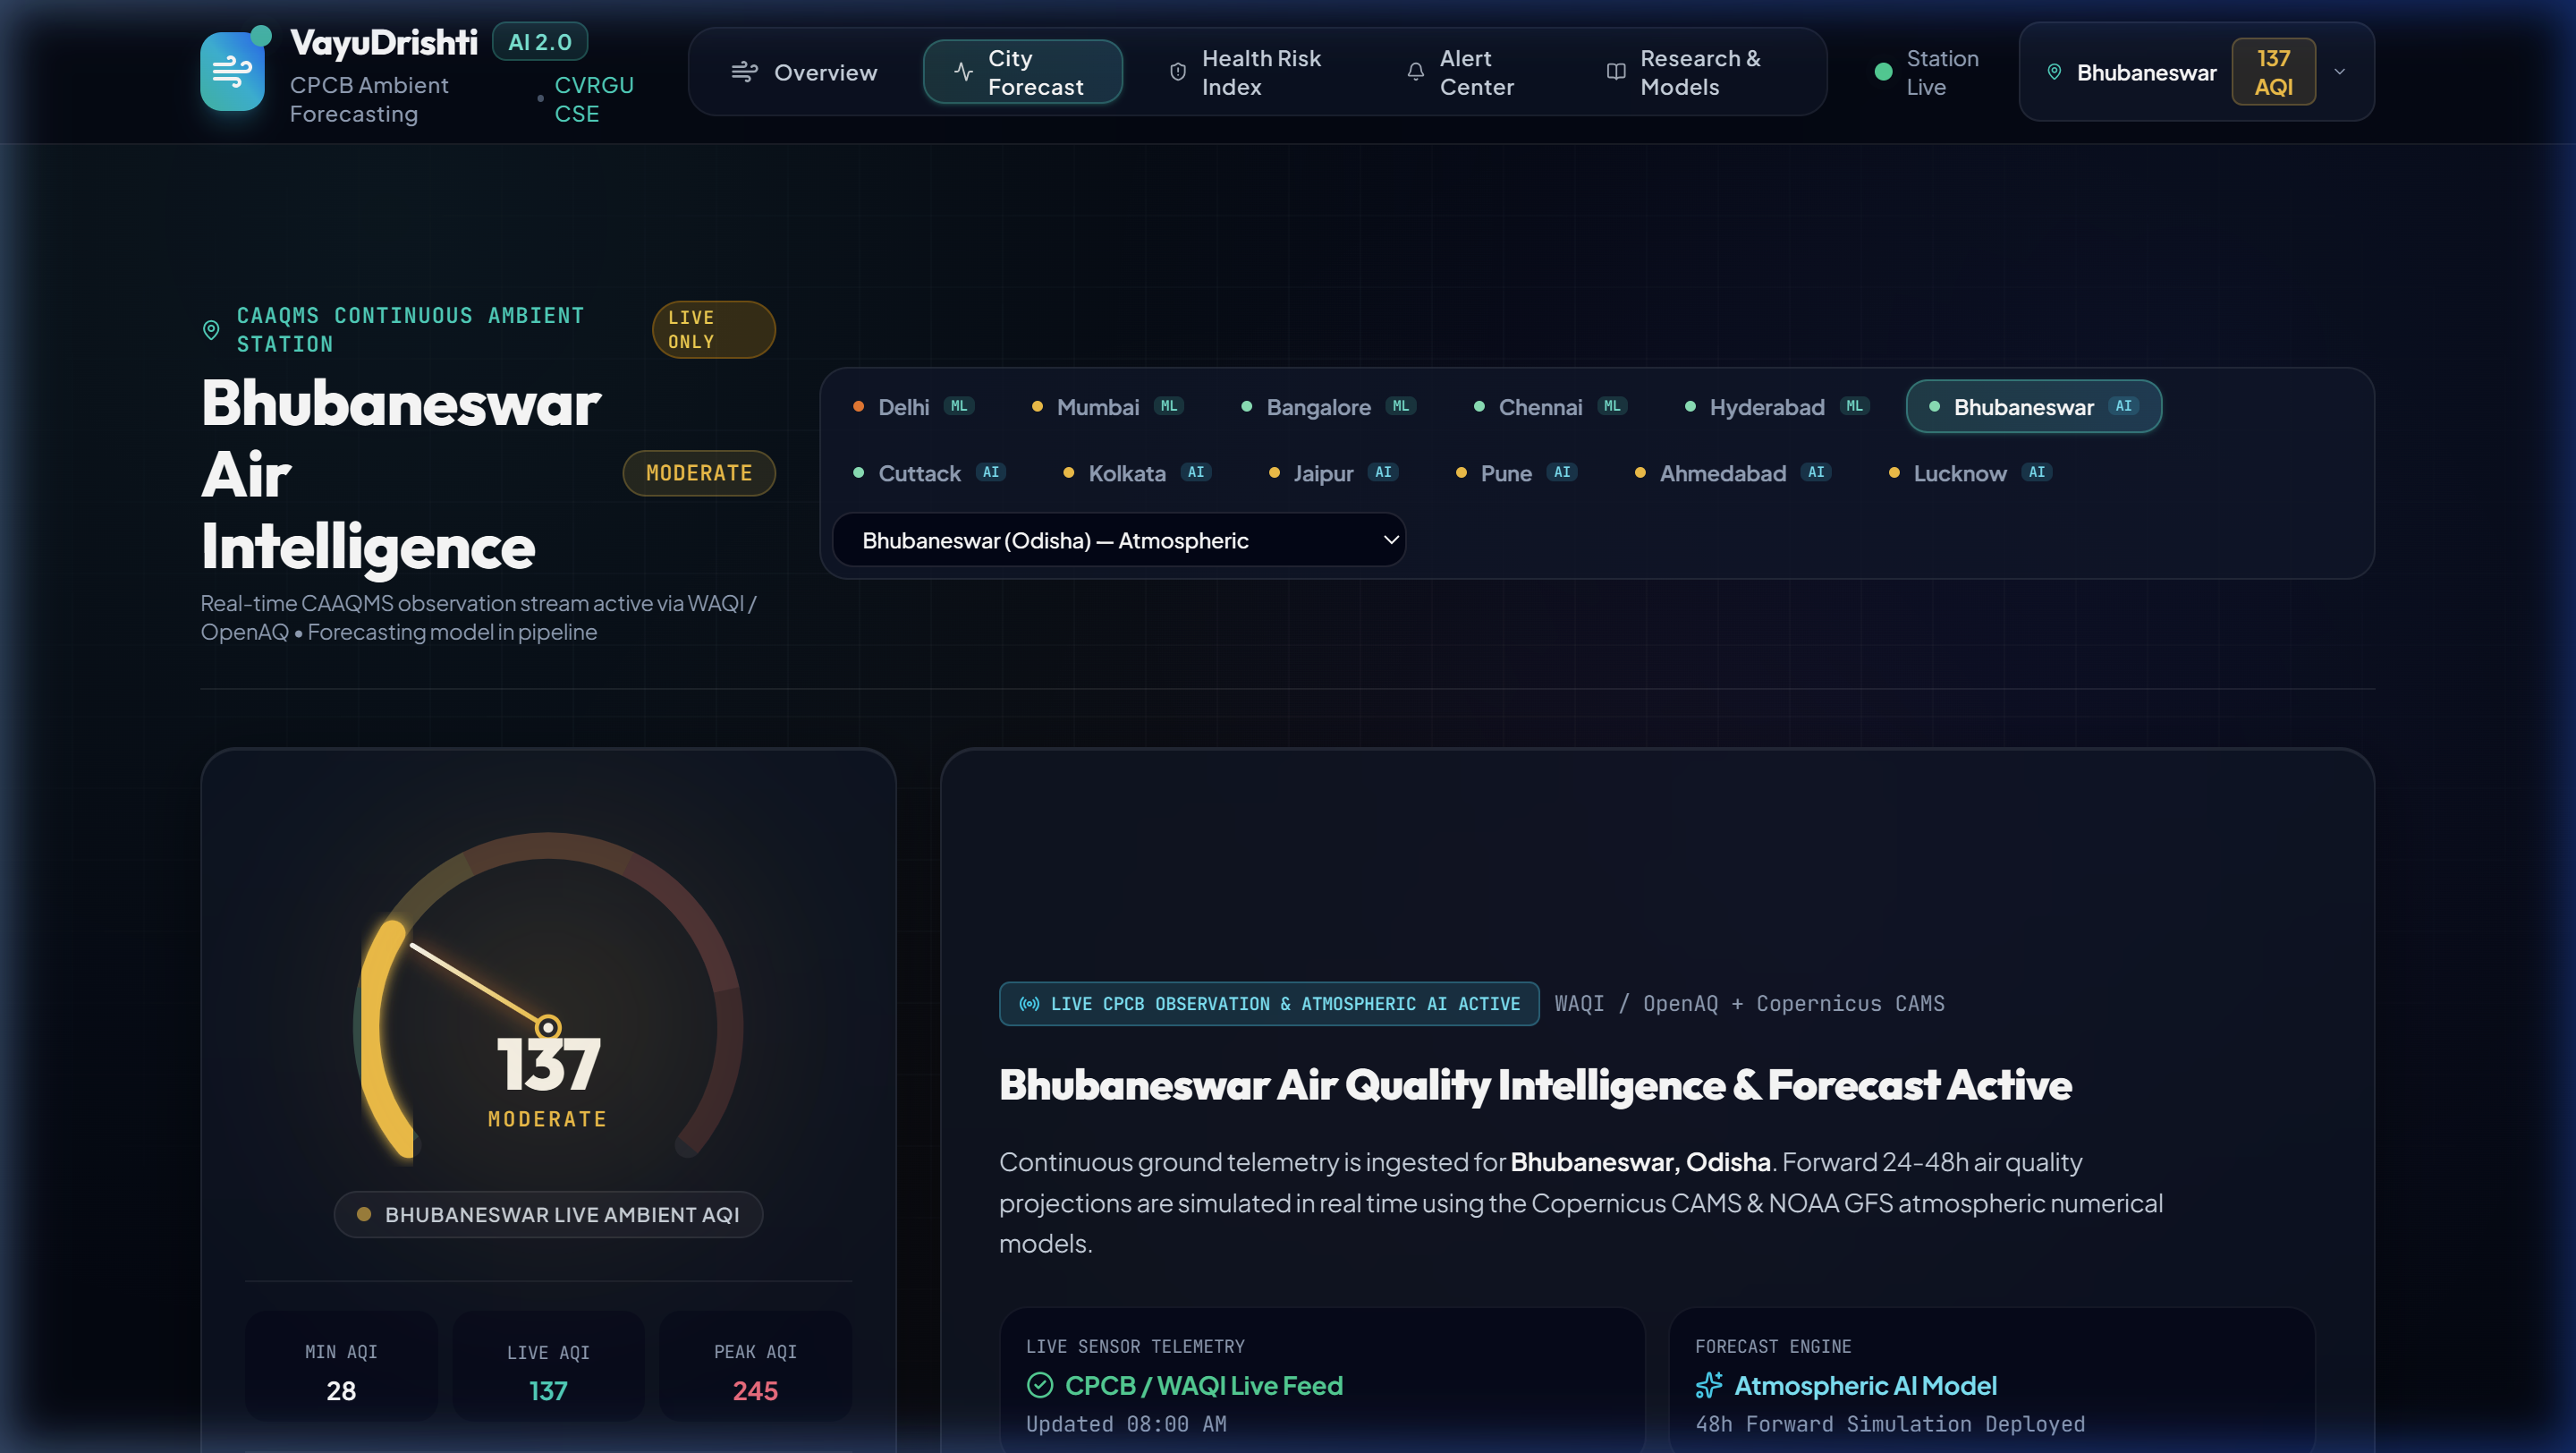 VayuDrishti AI 2.0
CPCB Ambient
Forecasting
• CVRGU
CSE
Overview
City
Forecast
Health Risk
Index
Alert
Center
Research &
Models
Station
Live
Bhubaneswar
137
AQI
CAAQMS CONTINUOUS AMBIENT
STATION
LIVE
ONLY
Bhubaneswar
Air
Intelligence
MODERATE
Real-time CAAQMS observation stream active via WAQI /
OpenAQ • Forecasting model in pipeline
Delhi ML Mumbai ML Bangalore ML Chennai ML Hyderabad ML Bhubaneswar AI
Cuttack AI Kolkata AI Jaipur AI Pune AI Ahmedabad AI Lucknow AI
Bhubaneswar (Odisha) — Atmospheric
137
MODERATE
BHUBANESWAR LIVE AMBIENT AQI
MIN AQI
28
LIVE AQI
137
PEAK AQI
245
LIVE CPCB OBSERVATION & ATMOSPHERIC AI ACTIVE WAQI / OpenAQ + Copernicus CAMS
Bhubaneswar Air Quality Intelligence & Forecast Active
Continuous ground telemetry is ingested for Bhubaneswar, Odisha. Forward 24-48h air quality
projections are simulated in real time using the Copernicus CAMS & NOAA GFS atmospheric numerical
models.
LIVE SENSOR TELEMETRY
CPCB / WAQI Live Feed
Updated 08:00 AM
FORECAST ENGINE
Atmospheric AI Model
48h Forward Simulation Deployed